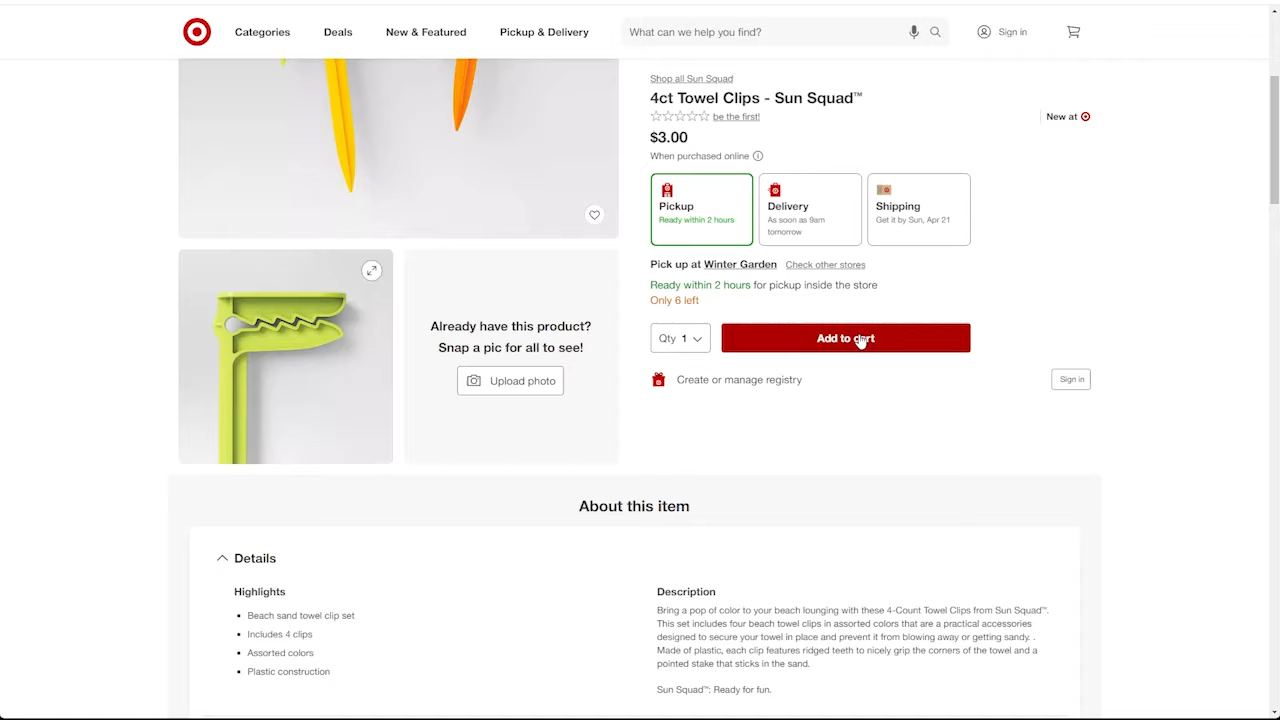 Categories
Deals
New & Featured
Pickup & Delivery
What can we help you find?
Sign in
Shop all Sun Squad
4ct Towel Clips - Sun Squad™
be the first!
New at
$3.00
When purchased online
Pickup
Ready within 2 hours
Delivery
As soon as 9am
tomorrow
Shipping
Get it by Sun, Apr 21
Pick up at Winter Garden Check other stores
Ready within 2 hours for pickup inside the store
Only 6 left
Qty 1
Add to cart
Create or manage registry
Sign in
Already have this product?
Snap a pic for all to see!
Upload photo
About this item
Details
Highlights
• Beach sand towel clip set
• Includes 4 clips
• Assorted colors
• Plastic construction
Description
Bring a pop of color to your beach lounging with these 4-Count Towel Clips from Sun Squad™.
This set includes four beach towel clips in assorted colors that are a practical accessories
designed to secure your towel in place and prevent it from blowing away or getting sandy. .
Made of plastic, each clip features ridged teeth to nicely grip the corners of the towel and a
pointed stake that sticks in the sand.
Sun Squad™: Ready for fun.